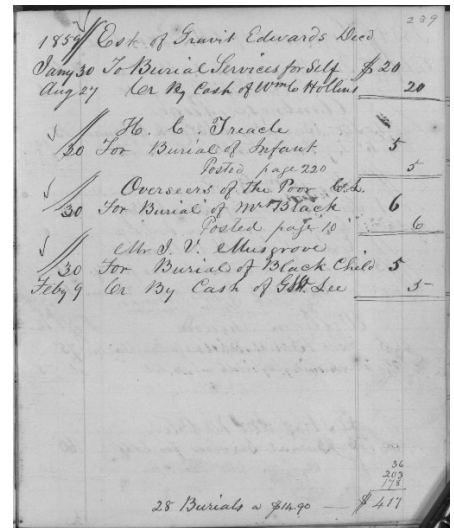 239
1859 Est. of Gravit Edwards Decd
Jany 30 To Burial Services for Self $ 20
Aug 27 Cr By Cash of Wm C Hollins 20
H. C. Treacle
30 For Burial of Infant. 5
Posted page 220 5
Overseers of the Poor
30 For Burial of Mr Black 6
Posted page 10 6
Mr J. V. Musgrove
30 For Burial of Black Child 5
Feby 9 Cr By Cash of Lee 5
36
203
178
28 Burials a $14.90 — $ 417